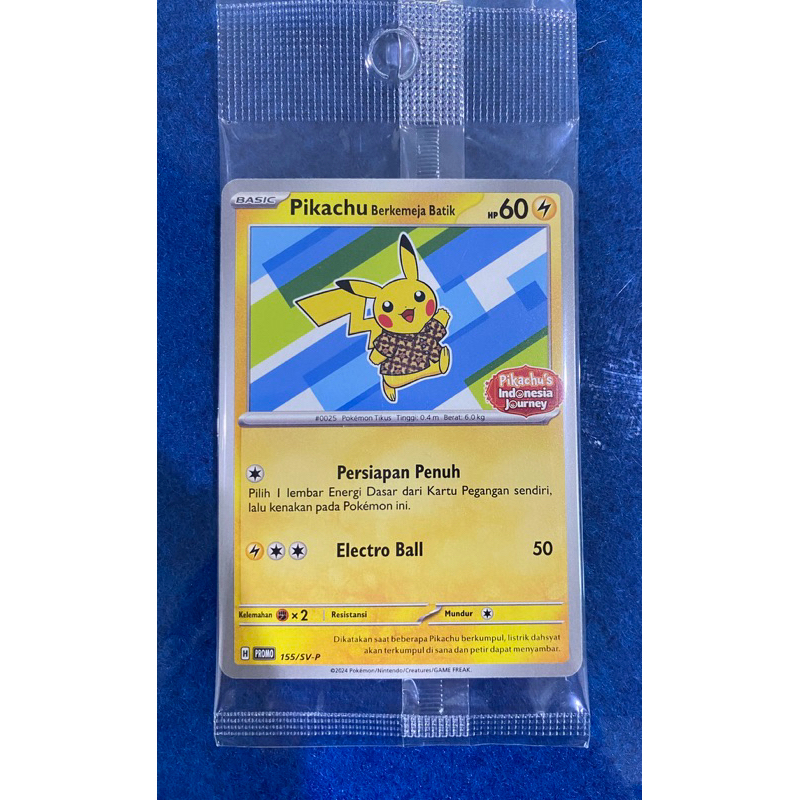 BASIC Pikachu Berkemeja Batik HP 60
Pikachu's
Indonesia
Journey
#0025 Pokémon Tikus Tinggi: 0.4 m Berat: 6.0 kg
Persiapan Penuh
Pilih 1 lembar Energi Dasar dari Kartu Pegangan sendiri,
lalu kenakan pada Pokémon ini.
Electro Ball 50
Kelemahan ×2 Resistansi Mundur
Dikatakan saat beberapa Pikachu berkumpul, listrik dahsyat
akan terkumpul di sana dan petir dapat menyambar.
H PROMO 155/SV-P
©2024 Pokémon/Nintendo/Creatures/GAME FREAK.